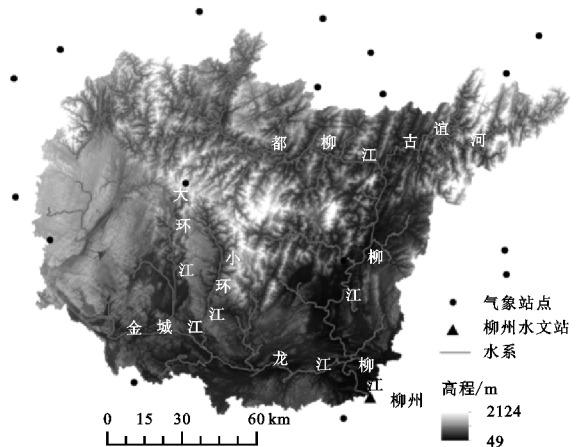 都柳江
古谊河
大环江
小环江
柳江
金城江
龙江
柳江
柳州
0 15 30 60 km
气象站点
柳州水文站
水系
高程/m
2124
49